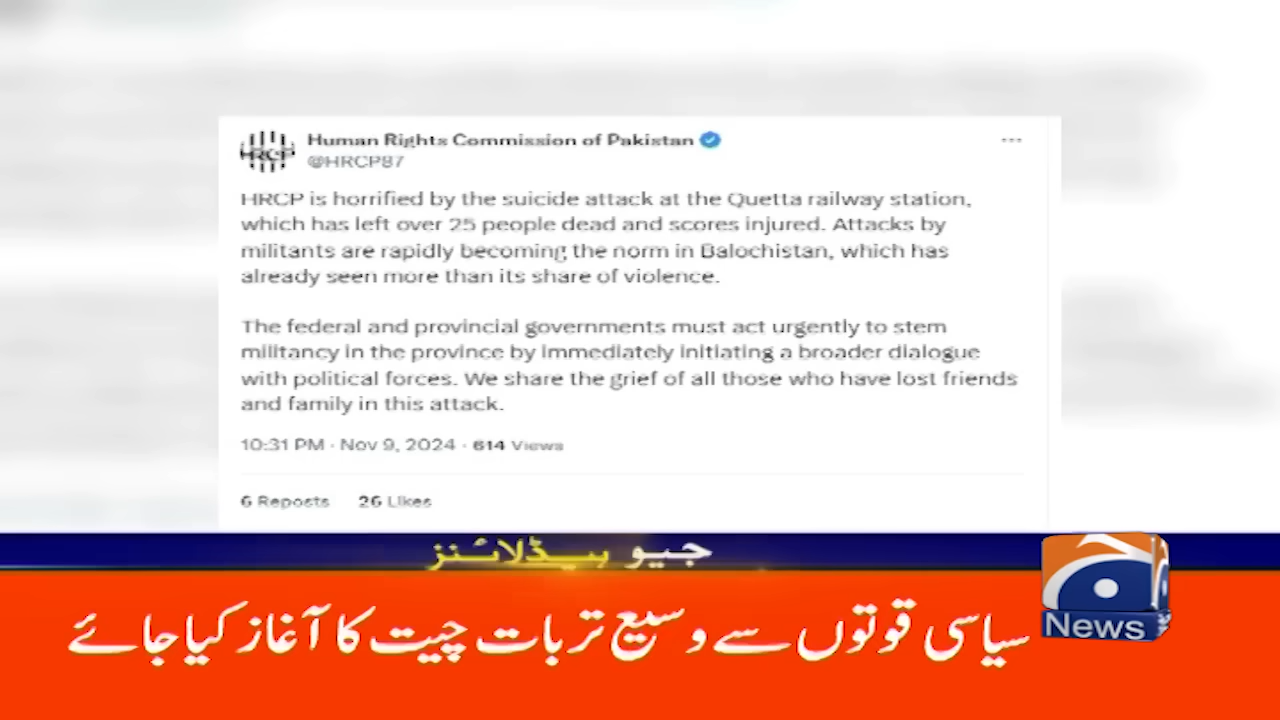 Human Rights Commission of Pakistan
@HRCP87
HRCP
HRCP is horrified by the suicide attack at the Quetta railway station,
which has left over 25 people dead and scores injured. Attacks by
militants are rapidly becoming the norm in Balochistan, which has
already seen more than its share of violence.
The federal and provincial governments must act urgently to stem
militancy in the province by immediately initiating a broader dialogue
with political forces. We share the grief of all those who have lost friends
and family in this attack.
10:31 PM · Nov 9, 2024 · 614 Views
6 Reposts 26 Likes
جیو ہیڈلائنز
سیاسی قوتوں سے وسیع تر بات چیت کا آغاز کیا جائے
News